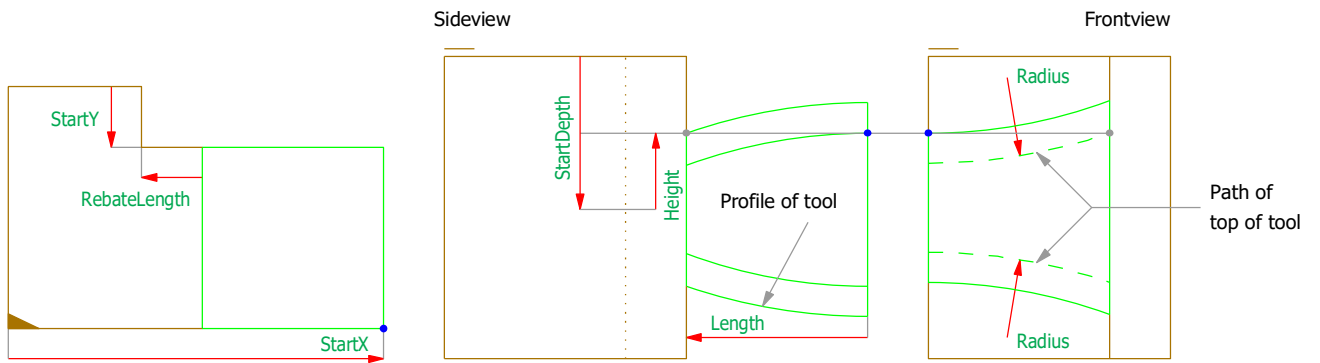 Sideview
Frontview
StartY
RebateLength
StartX
StartDepth
Height
Profile of tool
Length
Radius
Path of
top of tool
Radius